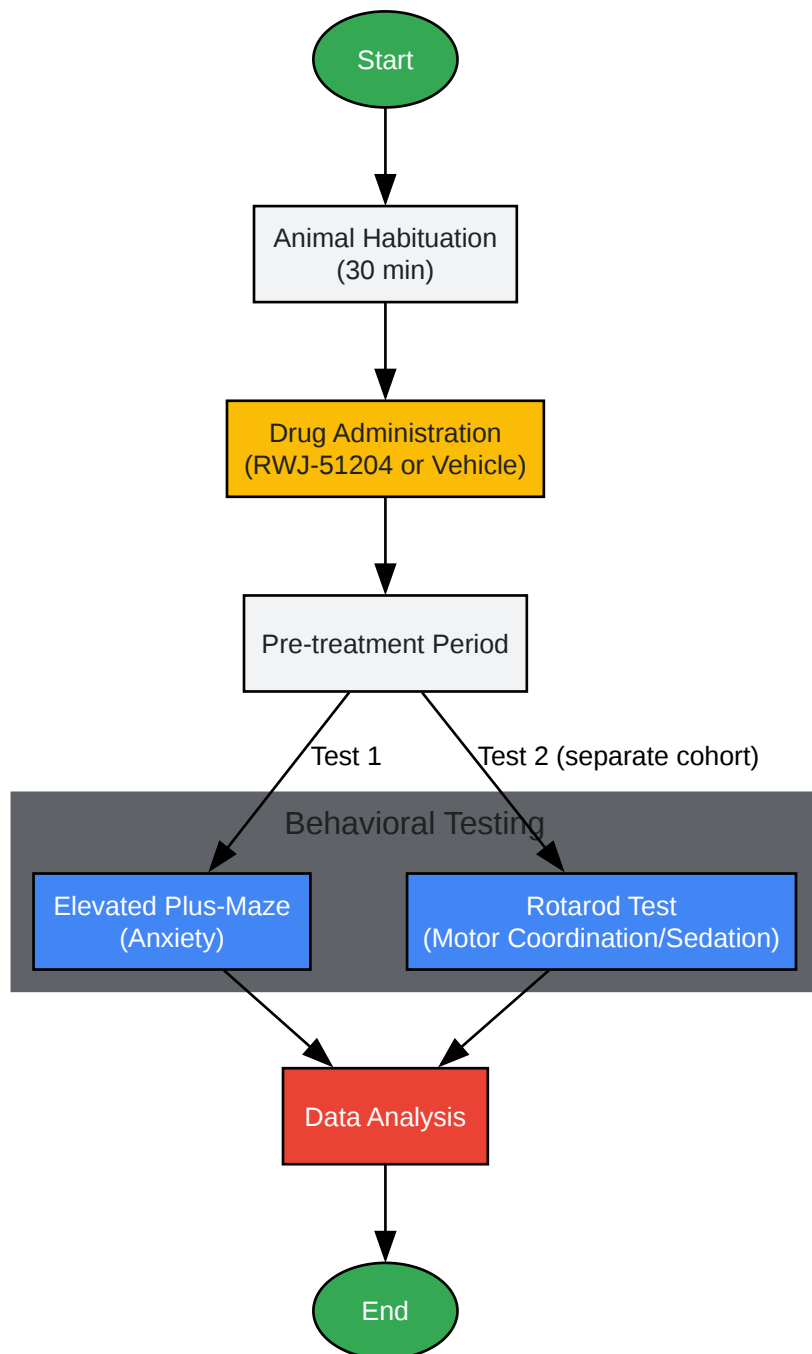 Start
Animal Habituation
(30 min)
Drug Administration
(RWJ-51204 or Vehicle)
Pre-treatment Period
Test 1
Test 2 (separate cohort)
Behavioral Testing
Elevated Plus-Maze
(Anxiety)
Rotarod Test
(Motor Coordination/Sedation)
Data Analysis
End